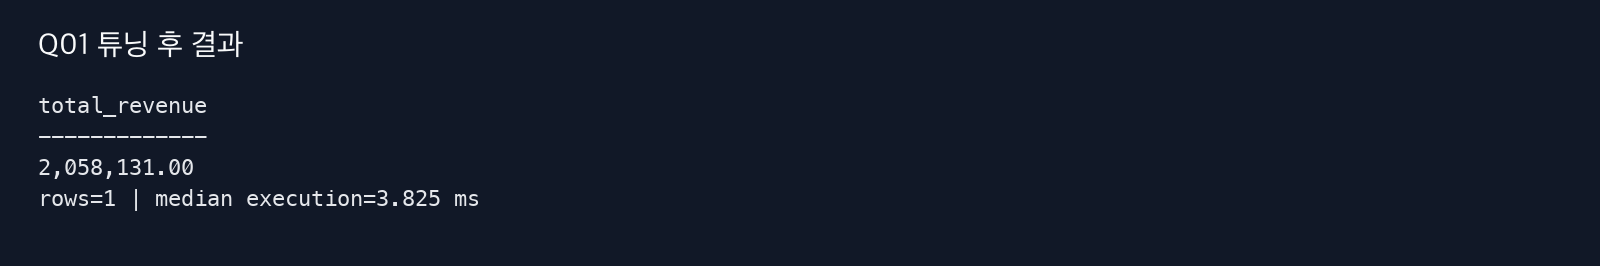 Q01 튜닝 후 결과
total_revenue
-------------
2,058,131.00
rows=1 | median execution=3.825 ms